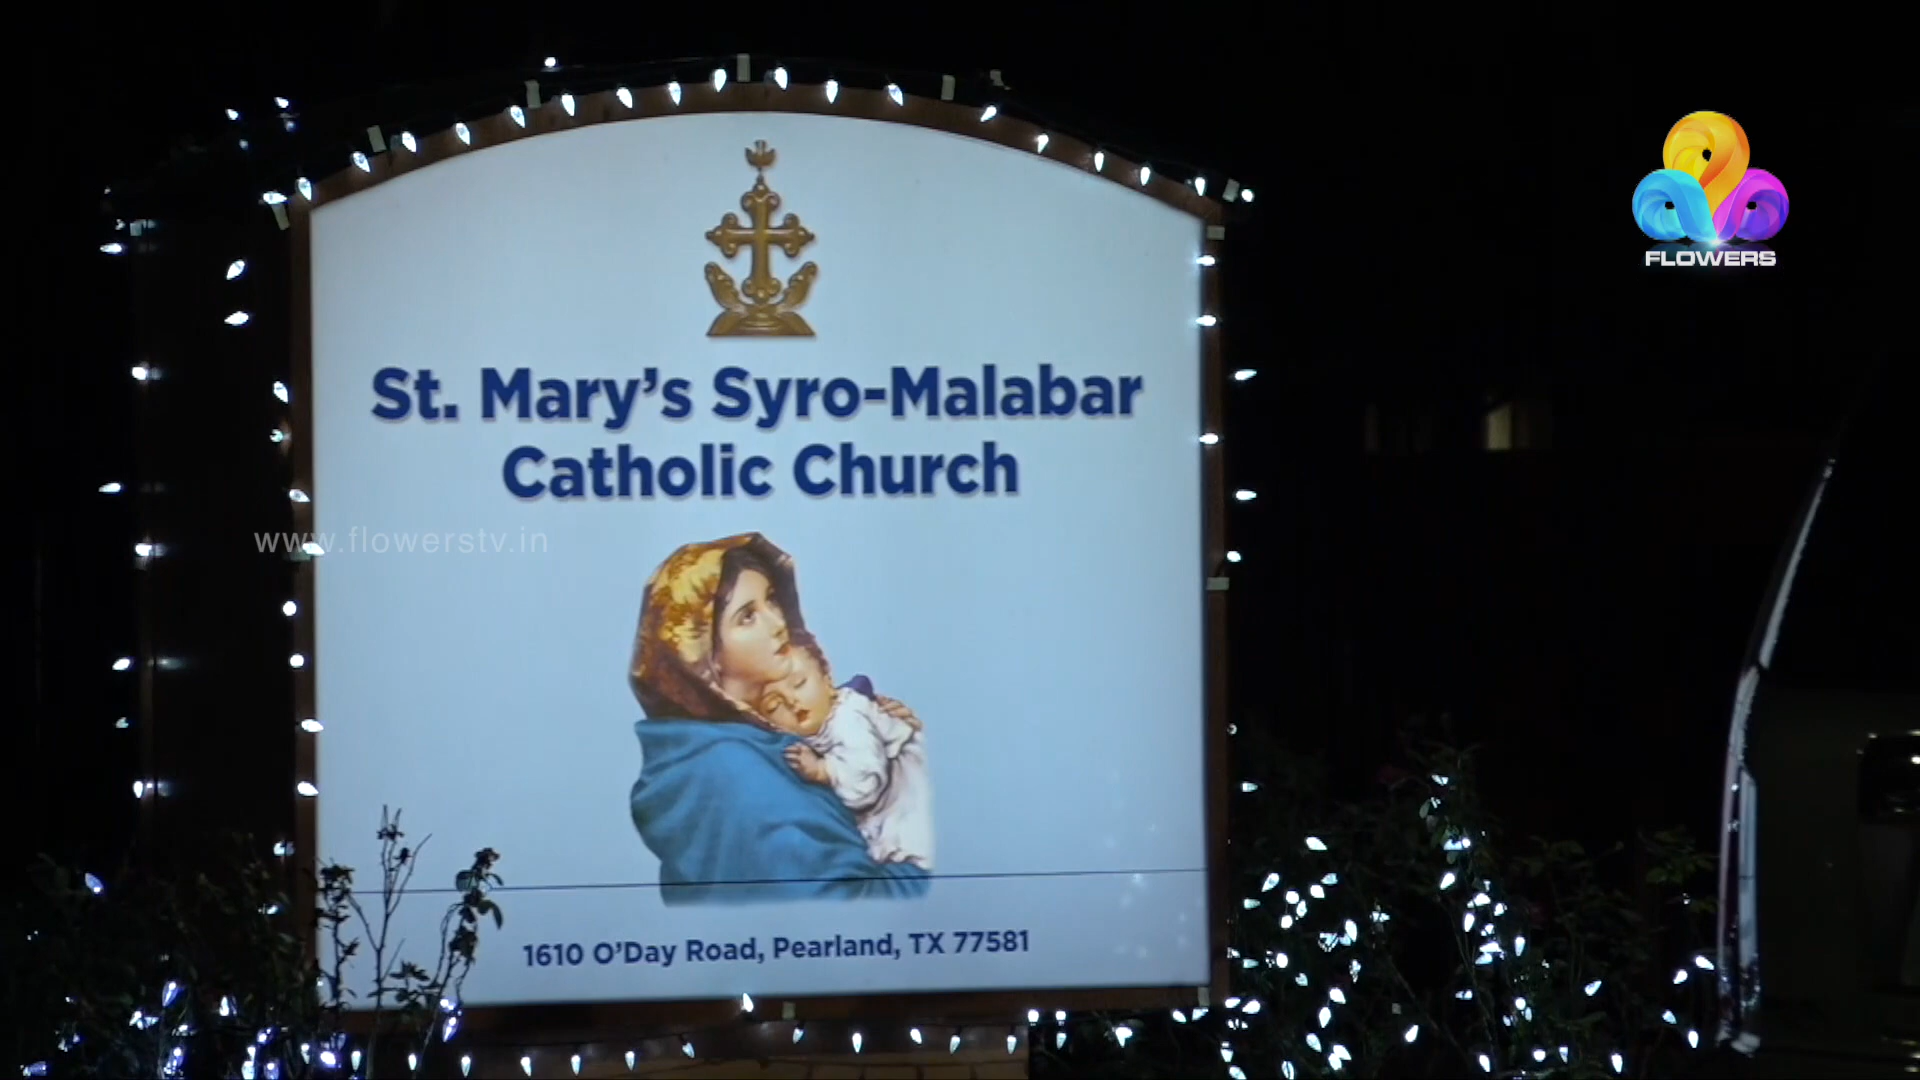 FLOWERS
St. Mary's Syro-Malabar
Catholic Church
www.flowerstv.in
1610 O'Day Road, Pearland, TX 77581